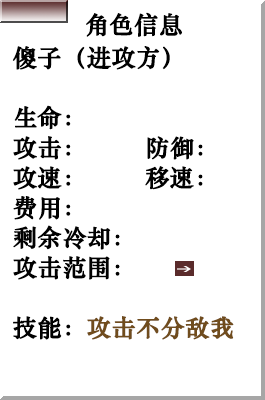 角色信息
傻子（进攻方）
生命：
攻击： 防御：
攻速： 移速：
费用：
剩余冷却：
攻击范围： →
技能：攻击不分敌我